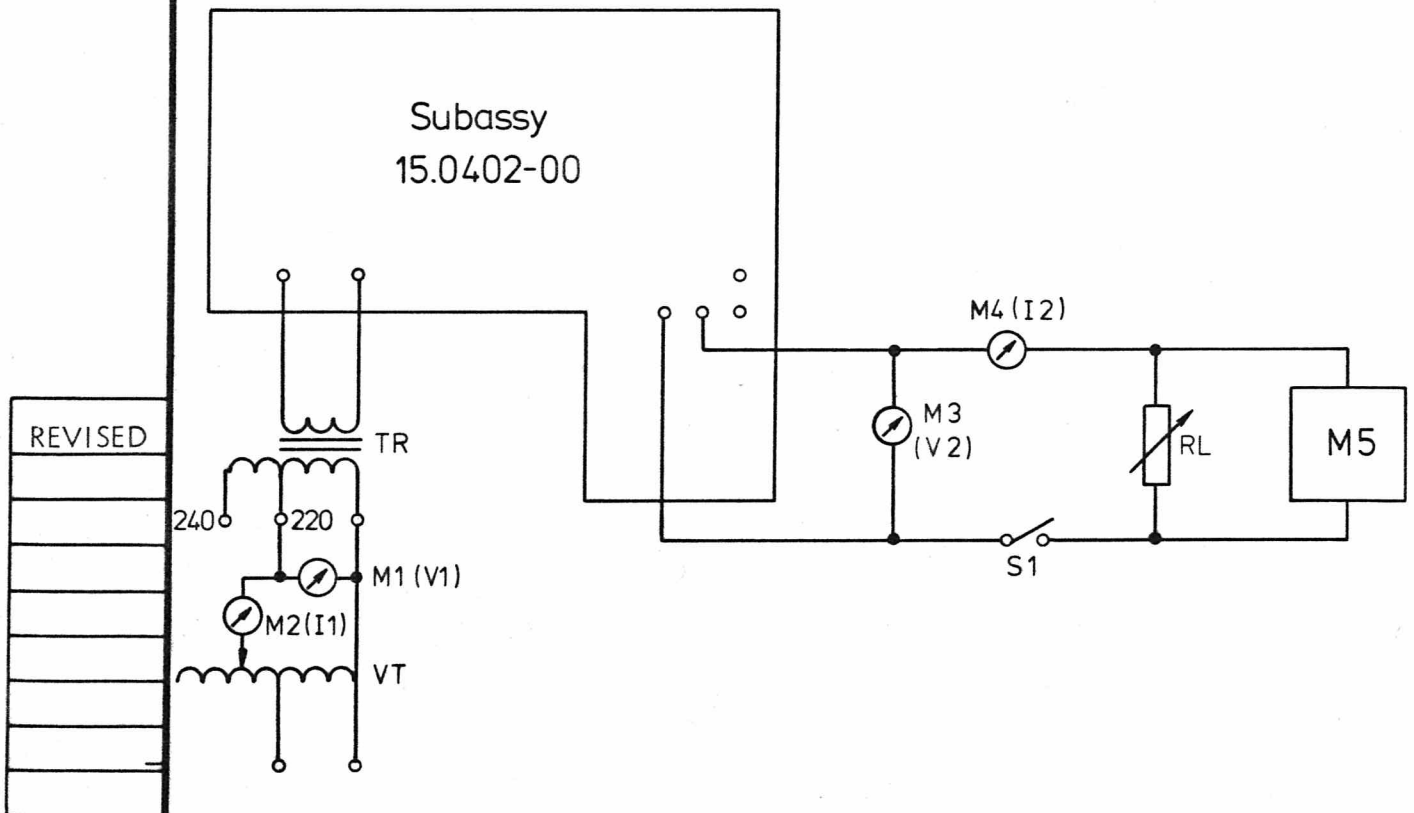 Subassy
15.0402-00
M4(I2)
M3
(V2)
RL
M5
S1
REVISED
TR
240
220
M1(V1)
M2(I1)
VT